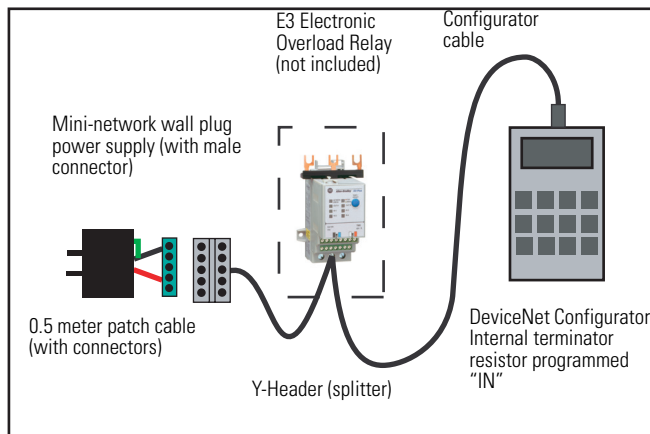 E3 Electronic
Overload Relay
(not included)
Configurator
cable
Mini-network wall plug
power supply (with male
connector)
0.5 meter patch cable
(with connectors)
Y-Header (splitter)
DeviceNet Configurator
Internal terminator
resistor programmed
“IN”